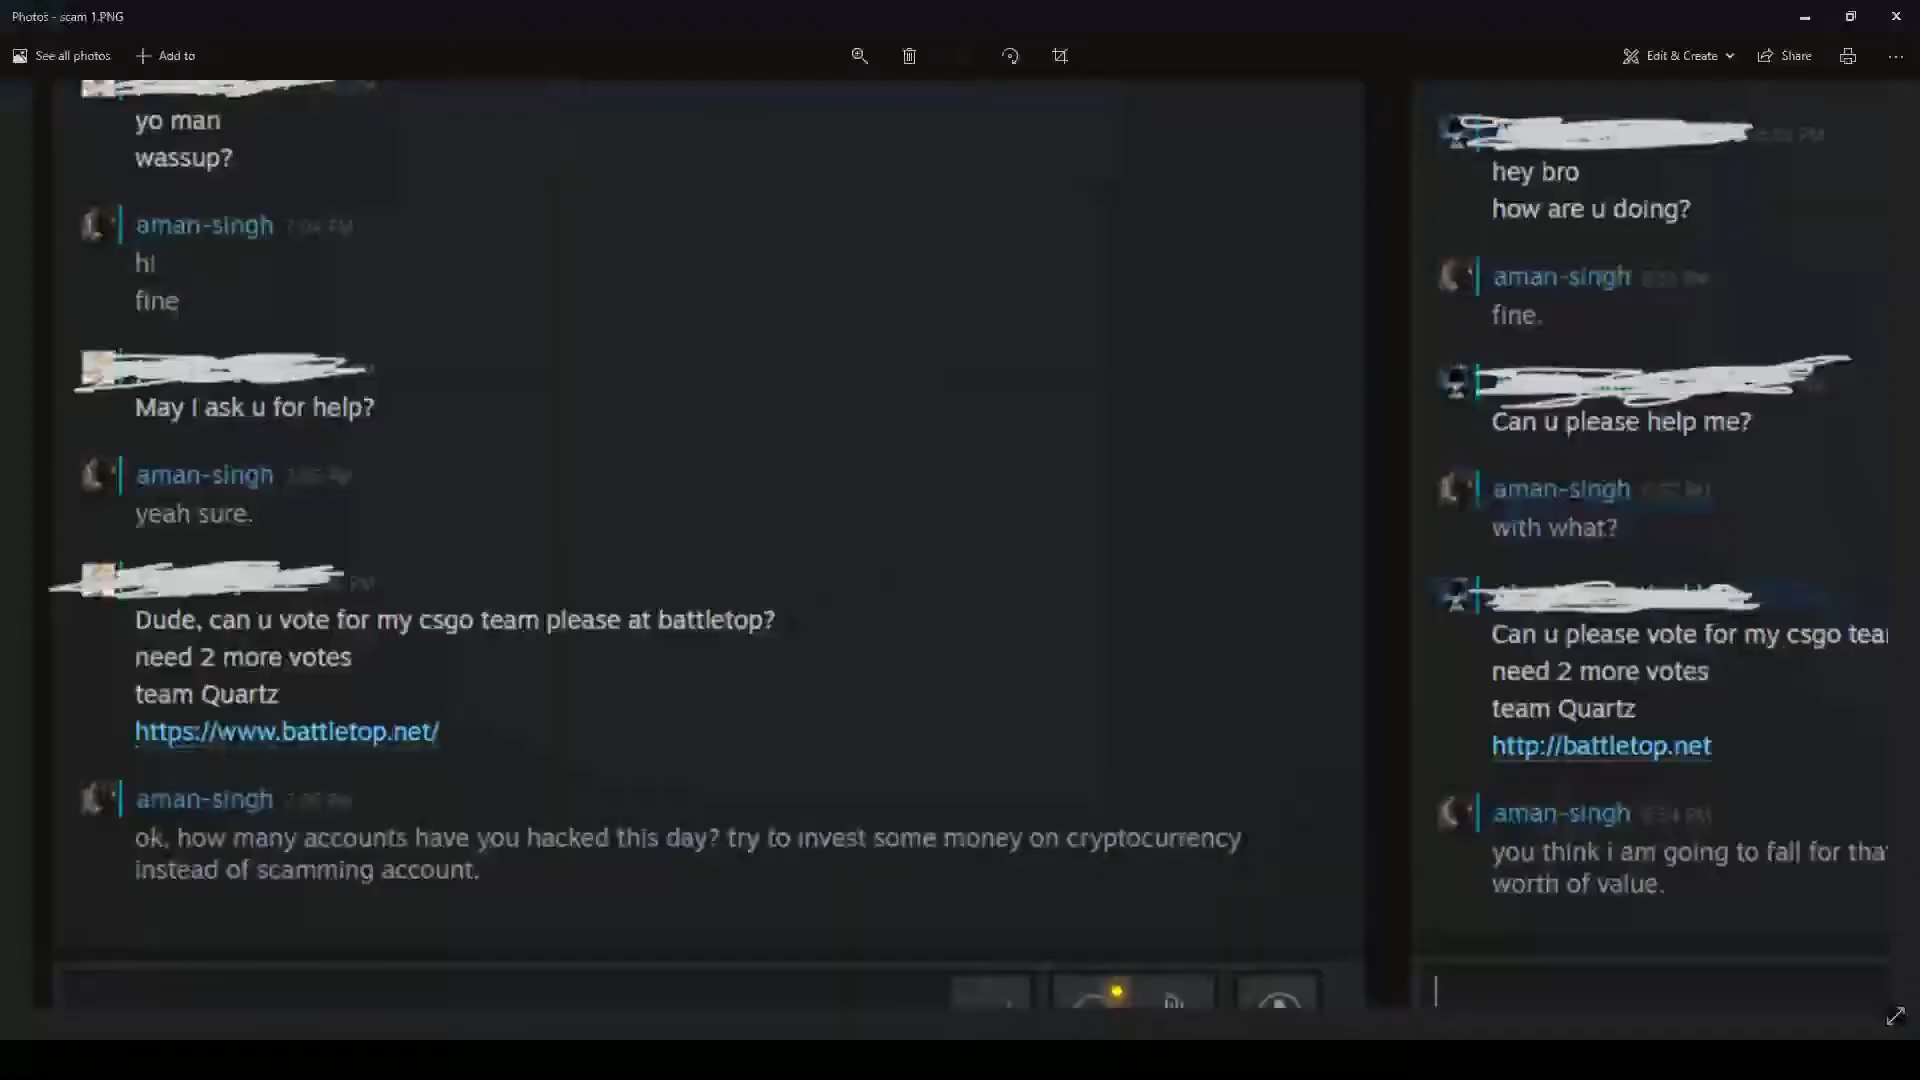 Photos - scam 1.PNG
See all photos
Add to
Edit & Create
Share
yo man
wassup?
aman-singh 7:04 PM
hi
fine
May I ask u for help?
aman-singh
yeah sure.
PM
Dude, can u vote for my csgo team please at battletop?
need 2 more votes
team Quartz
https://www.battletop.net/
aman-singh
ok, how many accounts have you hacked this day? try to invest some money on cryptocurrency
instead of scamming account.
PM
hey bro
how are u doing?
aman-singh
fine.
Can u please help me?
aman-singh
with what?
Can u please vote for my csgo tea
need 2 more votes
team Quartz
http://battletop.net
aman-singh
you think i am going to fall for tha
worth of value.